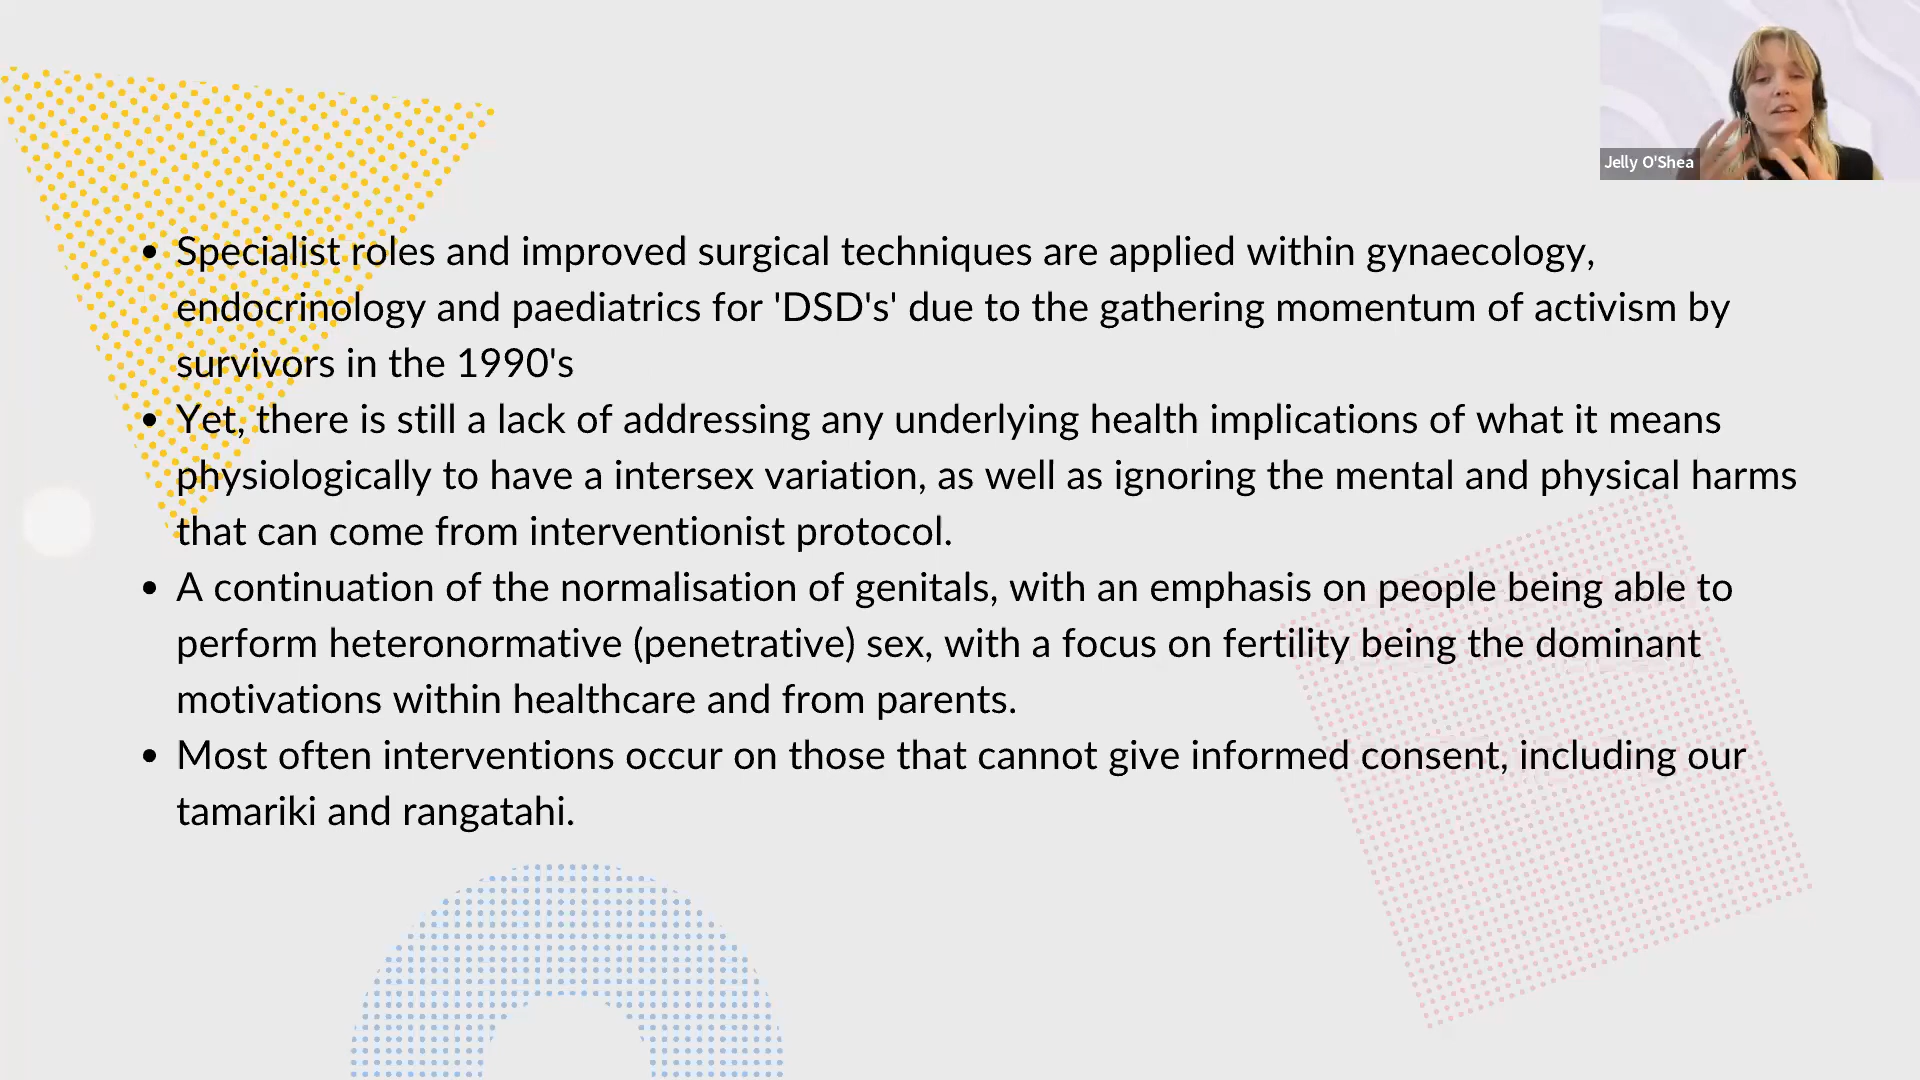 Jelly O'Shea
• Specialist roles and improved surgical techniques are applied within gynaecology,
endocrinology and paediatrics for 'DSD's' due to the gathering momentum of activism by
survivors in the 1990's
• Yet, there is still a lack of addressing any underlying health implications of what it means
physiologically to have a intersex variation, as well as ignoring the mental and physical harms
that can come from interventionist protocol.
• A continuation of the normalisation of genitals, with an emphasis on people being able to
perform heteronormative (penetrative) sex, with a focus on fertility being the dominant
motivations within healthcare and from parents.
• Most often interventions occur on those that cannot give informed consent, including our
tamariki and rangatahi.